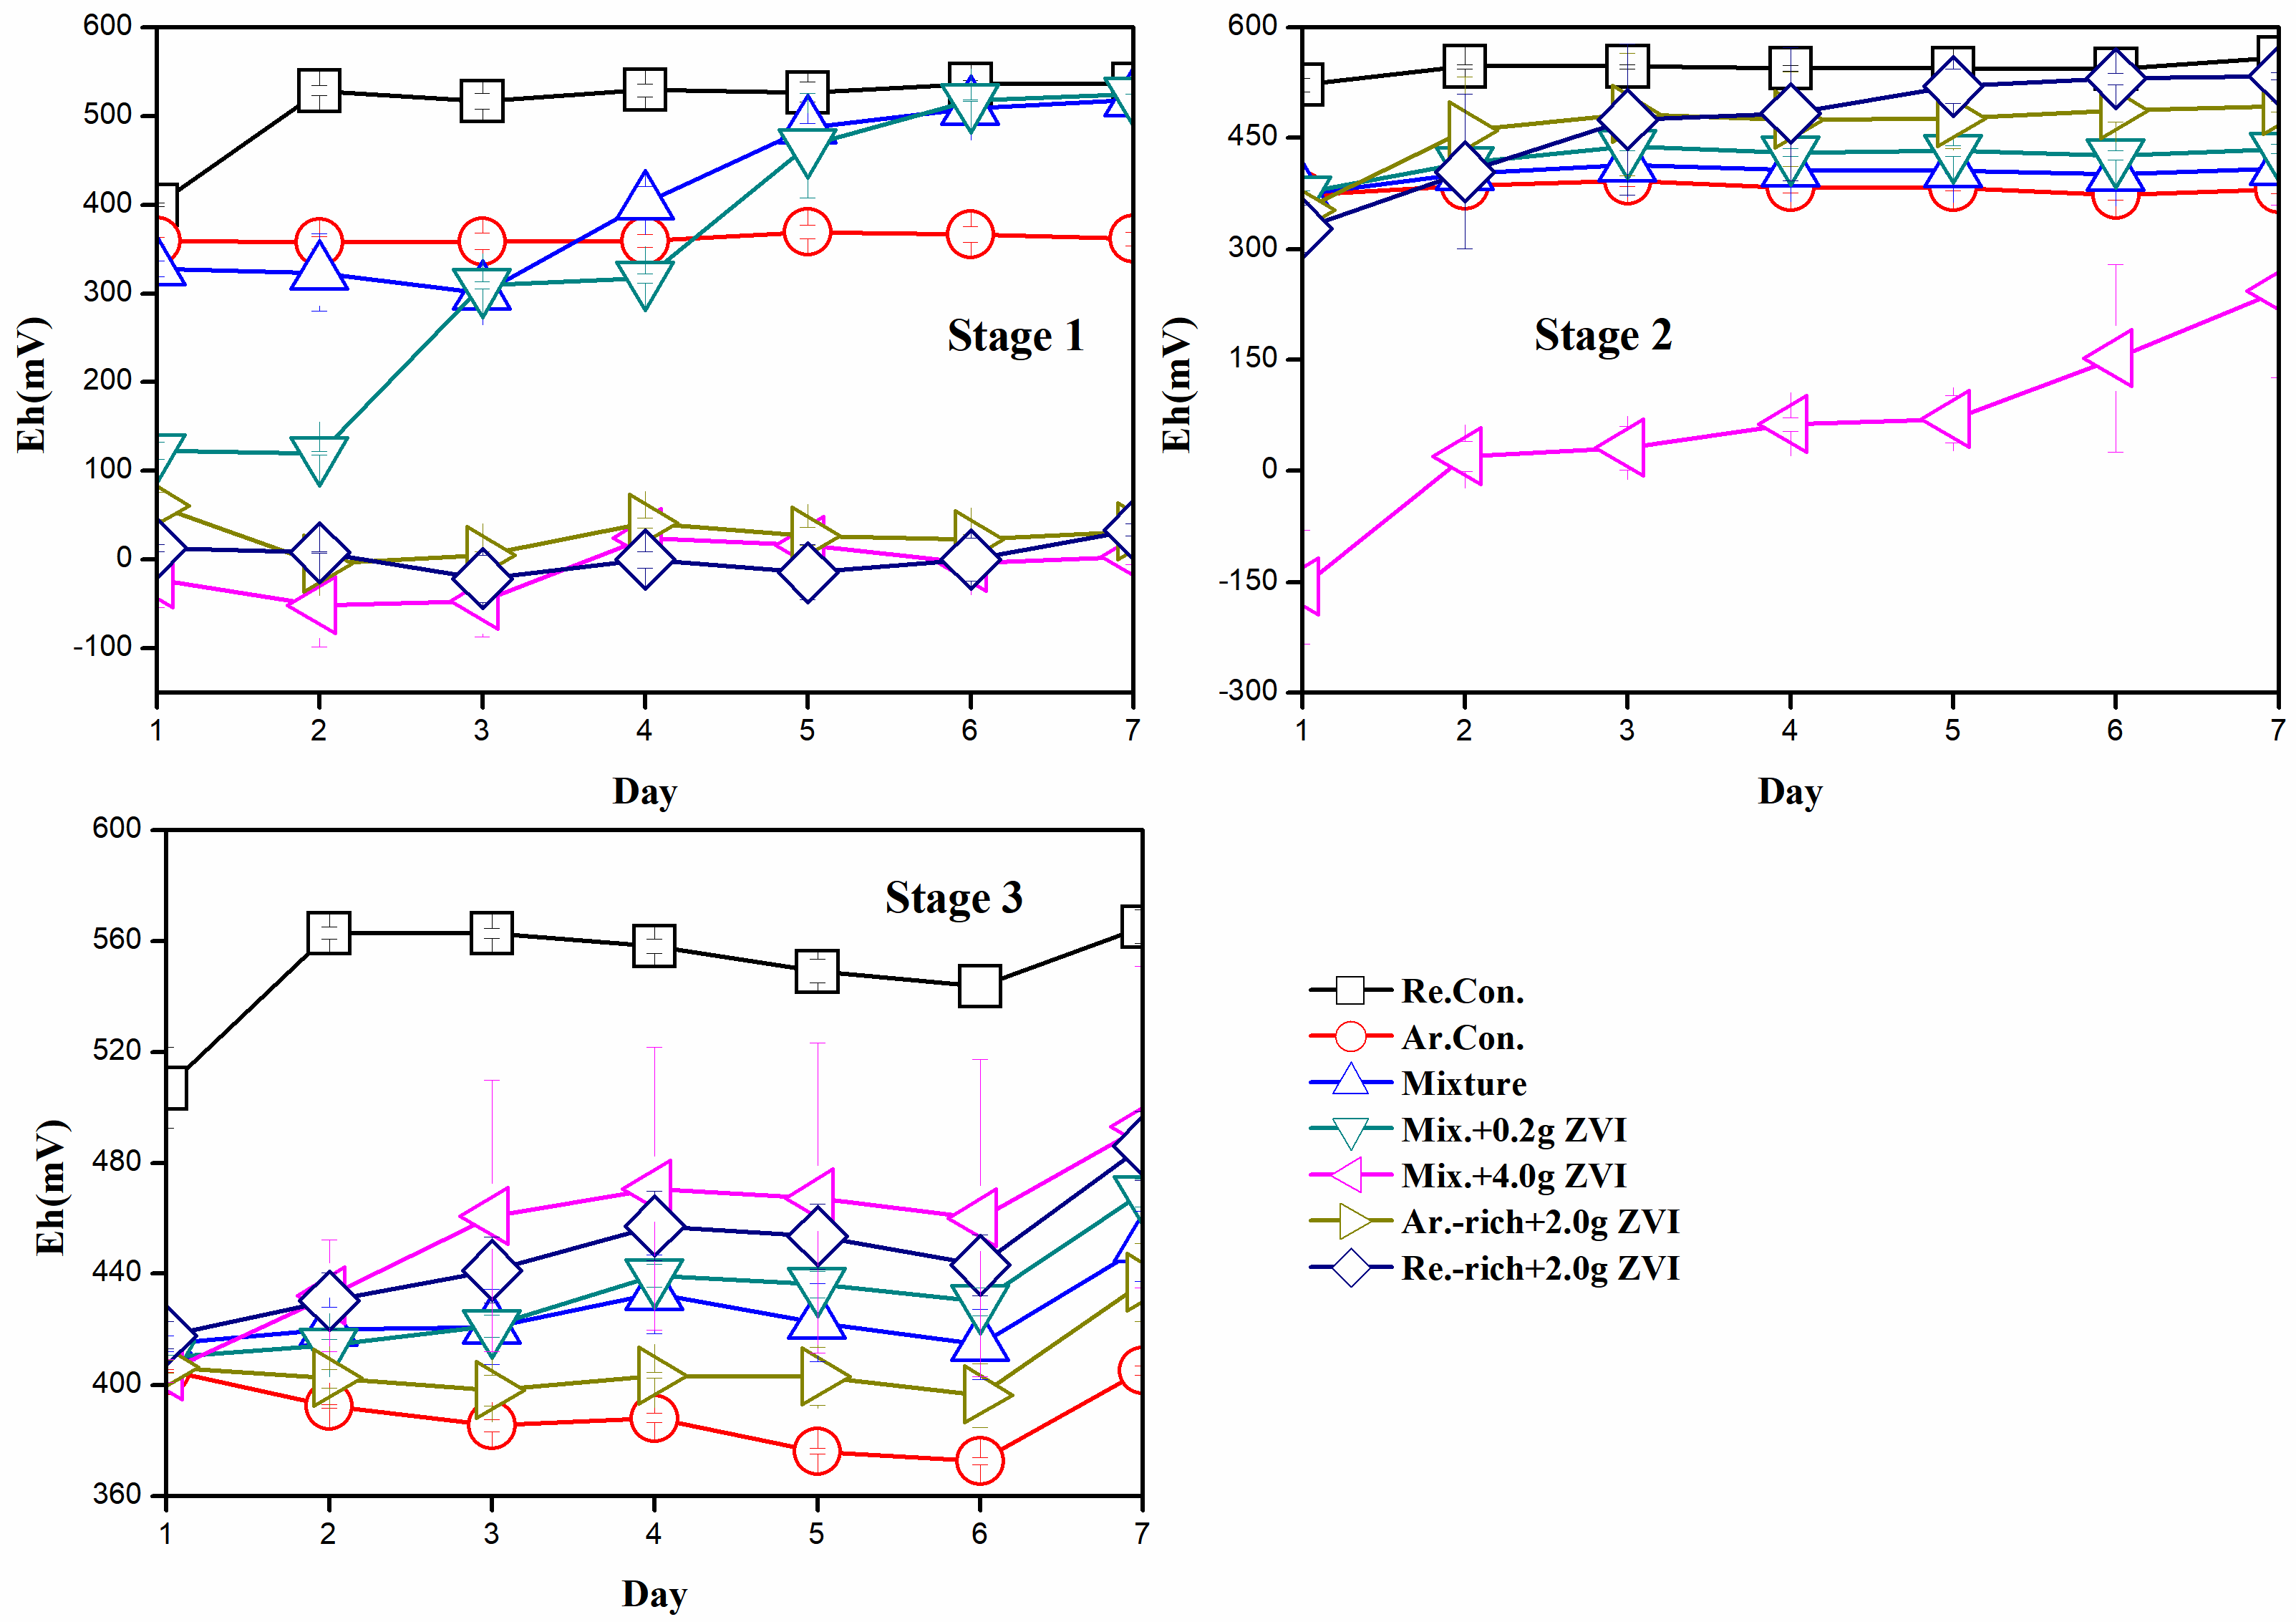 600
500
400
300
200
100
0
-100
Eh(mV)
Stage 1
1 2 3 4 5 6 7
Day
600
450
300
150
0
-150
-300
Eh(mV)
Stage 2
1 2 3 4 5 6 7
Day
600
560
520
480
440
400
360
Eh(mV)
Stage 3
1 2 3 4 5 6 7
Day
Re.Con.
Ar.Con.
Mixture
Mix.+0.2g ZVI
Mix.+4.0g ZVI
Ar.-rich+2.0g ZVI
Re.-rich+2.0g ZVI